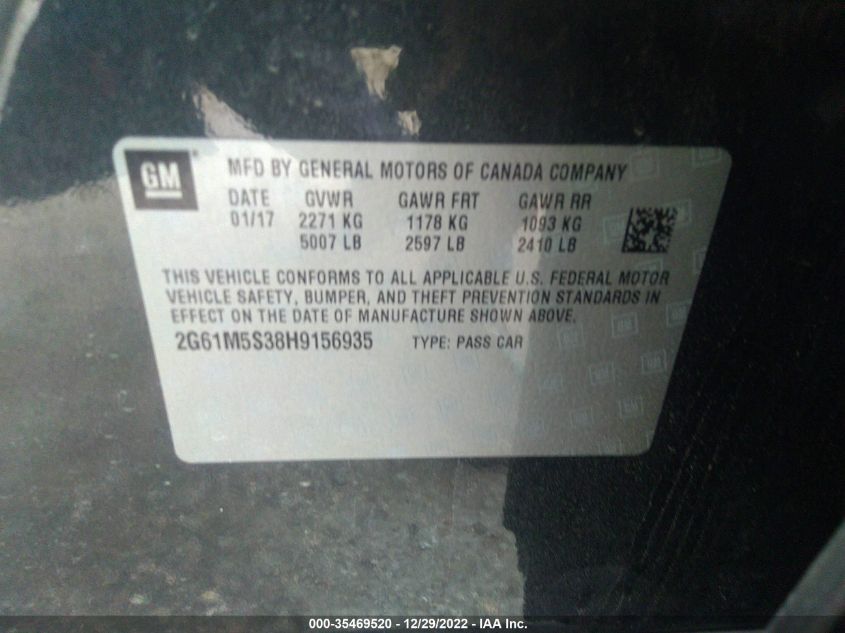 GM
MFD BY GENERAL MOTORS OF CANADA COMPANY
DATE GVWR GAWR FRT GAWR RR
01/17 2271 KG 1178 KG 1093 KG
5007 LB 2597 LB 2410 LB
THIS VEHICLE CONFORMS TO ALL APPLICABLE U.S. FEDERAL MOTOR
VEHICLE SAFETY, BUMPER, AND THEFT PREVENTION STANDARDS IN
EFFECT ON THE DATE OF MANUFACTURE SHOWN ABOVE.
2G61M5S38H9156935 TYPE: PASS CAR
000-35469520 - 12/29/2022 - IAA Inc.